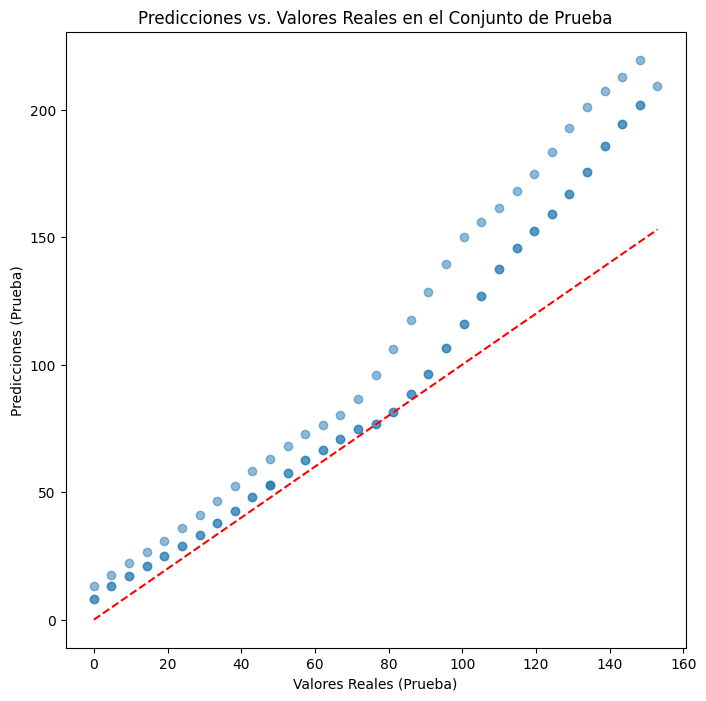 Predicciones vs. Valores Reales en el Conjunto de Prueba
Predicciones (Prueba)
200
150
100
50
0
0 20 40 60 80 100 120 140 160
Valores Reales (Prueba)